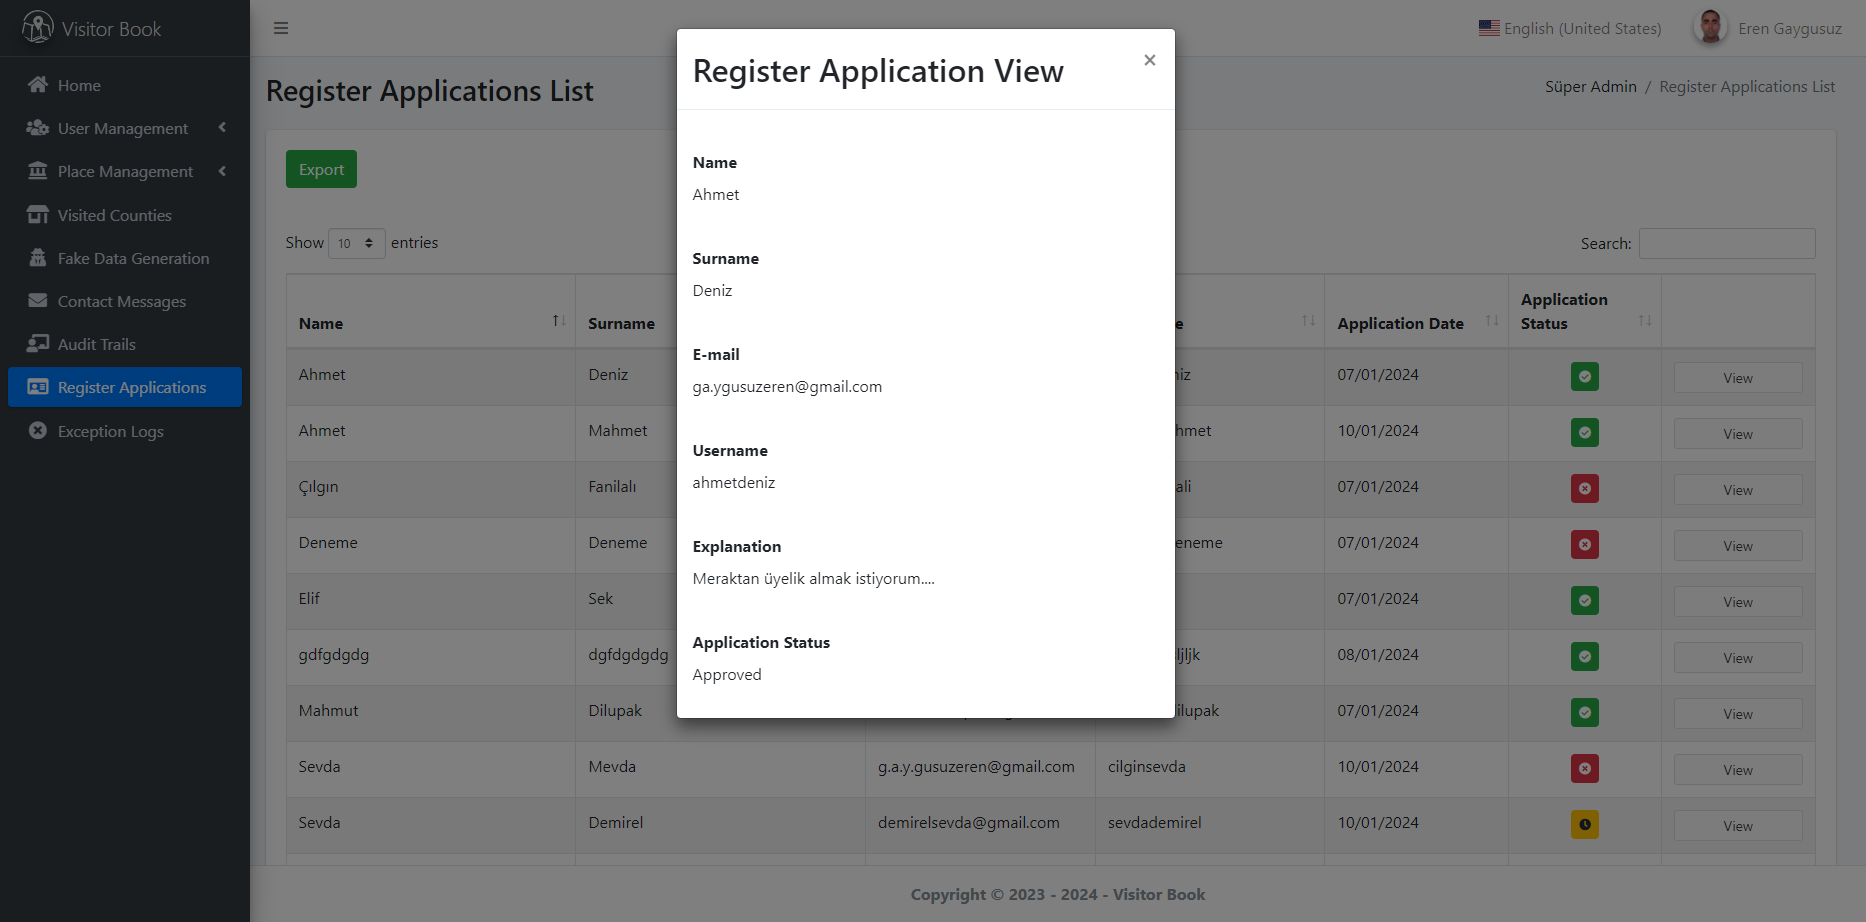 Visitor Book
English (United States)
Eren Gaygusuz
Home
User Management
Place Management
Visited Counties
Fake Data Generation
Contact Messages
Audit Trails
Register Applications
Exception Logs
Register Applications List
Süper Admin / Register Applications List
Export
Show 10 entries
Search:
Name Surname Application Date Application Status
Ahmet Deniz 07/01/2024 View
Ahmet Mahmet 10/01/2024 View
Çılgın Fanilalı 07/01/2024 View
Deneme Deneme 07/01/2024 View
Elif Sek 07/01/2024 View
gdfgdgdg dgfdgdgdg 08/01/2024 View
Mahmut Dilupak 07/01/2024 View
Sevda Mevda g.a.y.gusuzeren@gmail.com cilginsevda 10/01/2024 View
Sevda Demirel demirelsevda@gmail.com sevdademirel 10/01/2024 View
Register Application View
×
Name
Ahmet
Surname
Deniz
E-mail
ga.ygusuzeren@gmail.com
Username
ahmetdeniz
Explanation
Meraktan üyelik almak istiyorum....
Application Status
Approved
Copyright © 2023 - 2024 - Visitor Book